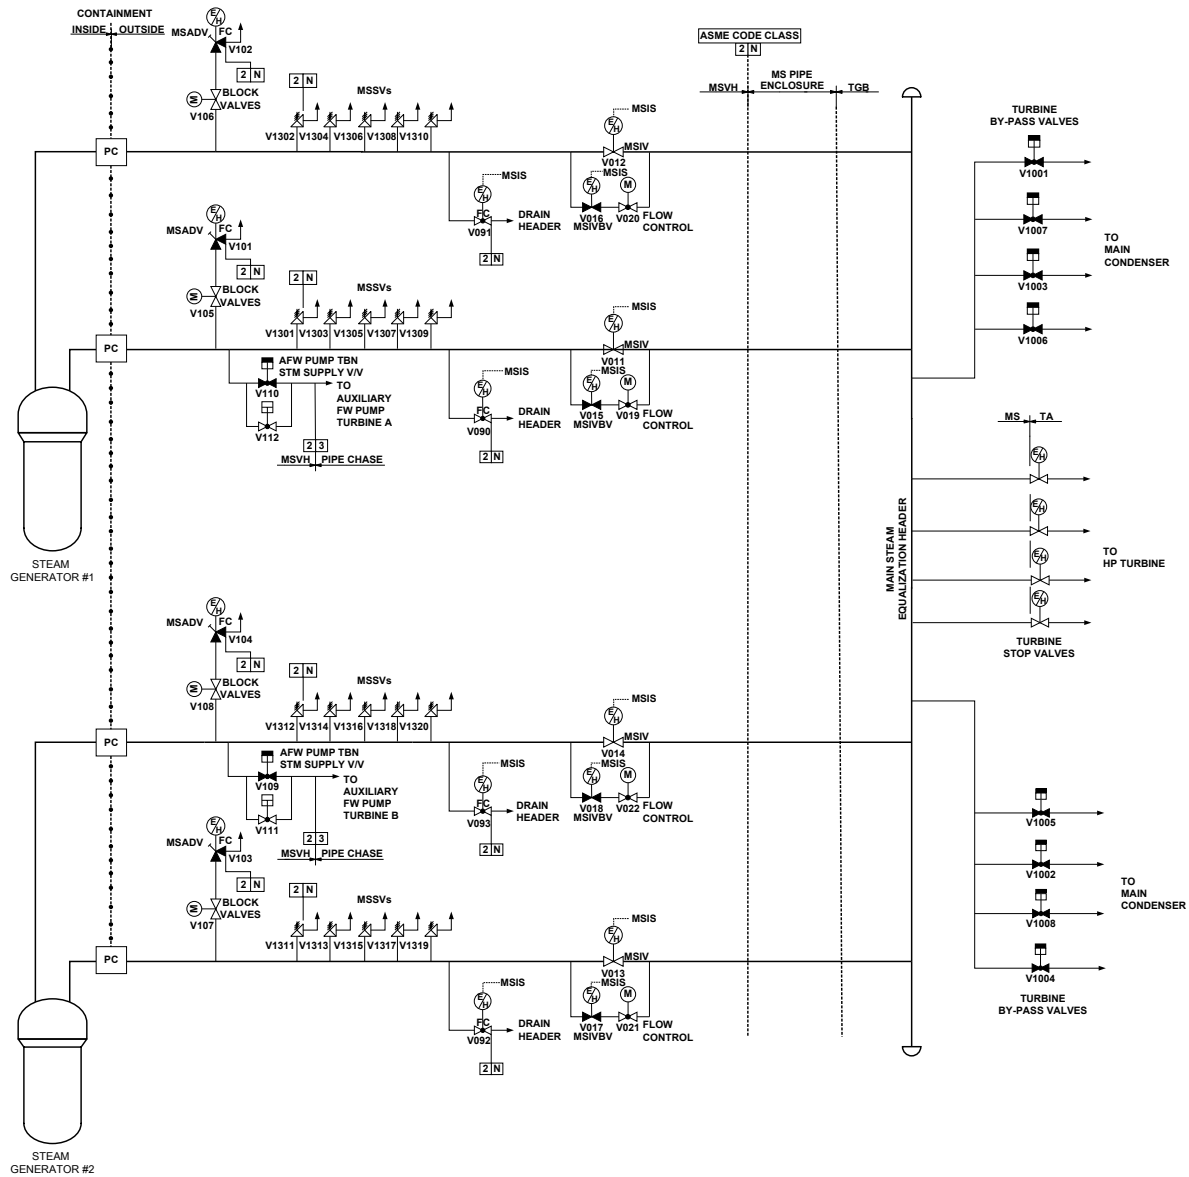 CONTAINMENT
INSIDE OUTSIDE
E/H
MSADV FC
V102
2 N
M BLOCK
VALVES
V106
2 N
MSSVs
V1302 V1304 V1306 V1308 V1310
PC
MSIS
E/H
MSIV
V012
MSIS
E/H
FC
V091
DRAIN
HEADER
2 N
MSIS
E/H
M
V016 V020
MSIVBV
FLOW
CONTROL
ASME CODE CLASS
2 N
MS PIPE
ENCLOSURE
MSVH TGB
TURBINE
BY-PASS VALVES
V1001
V1007
V1003
V1006
TO
MAIN
CONDENSER
E/H
MSADV FC
V101
2 N
M BLOCK
VALVES
V105
2 N
MSSVs
V1301 V1303 V1305 V1307 V1309
PC
MSIS
E/H
MSIV
V011
AFW PUMP TBN
STM SUPPLY V/V
V110
V112
TO
AUXILIARY
FW PUMP
TURBINE A
2 3
MSVH PIPE CHASE
MSIS
E/H
FC
V090
DRAIN
HEADER
2 N
MSIS
E/H
M
V015 V019
MSIVBV
FLOW
CONTROL
STEAM
GENERATOR #1
MAIN STEAM
EQUALIZATION HEADER
MS TA
E/H
E/H
E/H
E/H
TO
HP TURBINE
TURBINE
STOP VALVES
E/H
MSADV FC
V104
2 N
M BLOCK
VALVES
V108
2 N
MSSVs
V1312 V1314 V1316 V1318 V1320
PC
MSIS
E/H
MSIV
V014
AFW PUMP TBN
STM SUPPLY V/V
V109
V111
TO
AUXILIARY
FW PUMP
TURBINE B
2 3
MSVH PIPE CHASE
MSIS
E/H
FC
V093
DRAIN
HEADER
2 N
MSIS
E/H
M
V018 V022
MSIVBV
FLOW
CONTROL
E/H
MSADV FC
V103
2 N
M BLOCK
VALVES
V107
2 N
MSSVs
V1311 V1313 V1315 V1317 V1319
PC
MSIS
E/H
MSIV
V013
MSIS
E/H
FC
V092
DRAIN
HEADER
2 N
MSIS
E/H
M
V017 V021
MSIVBV
FLOW
CONTROL
V1005
V1002
V1008
V1004
TO
MAIN
CONDENSER
TURBINE
BY-PASS VALVES
STEAM
GENERATOR #2